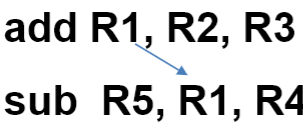 add R1, R2, R3
sub R5, R1, R4